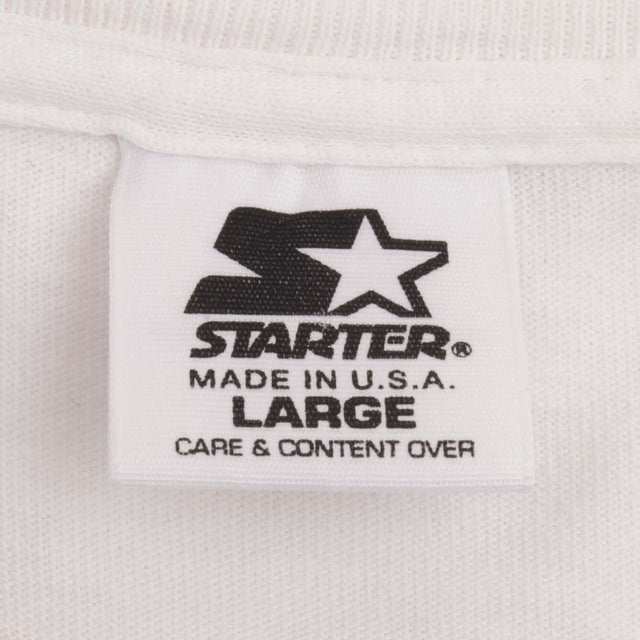 STARTER®
MADE IN U.S.A.
LARGE
CARE & CONTENT OVER